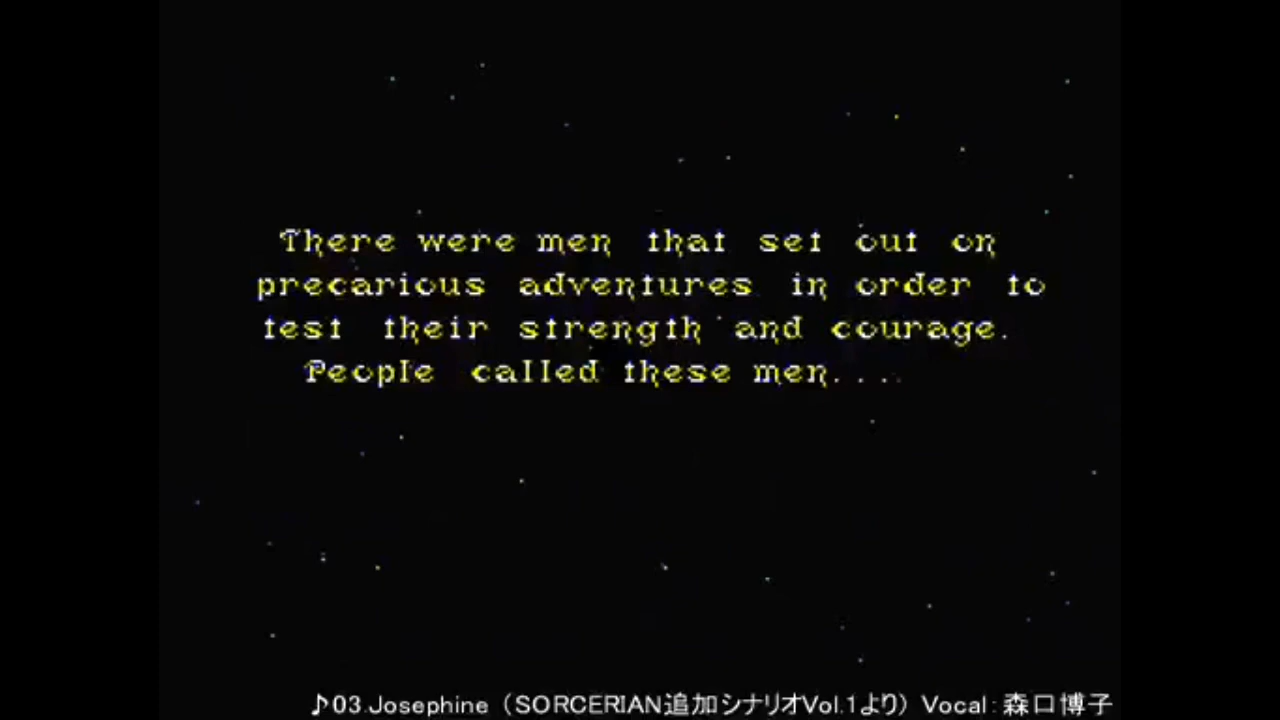 There were men that set out on
precarious adventures in order to
test their strength and courage.
People called these men....
♪03.Josephine (SORCERIAN追加シナリオVol.1より) Vocal:森口博子